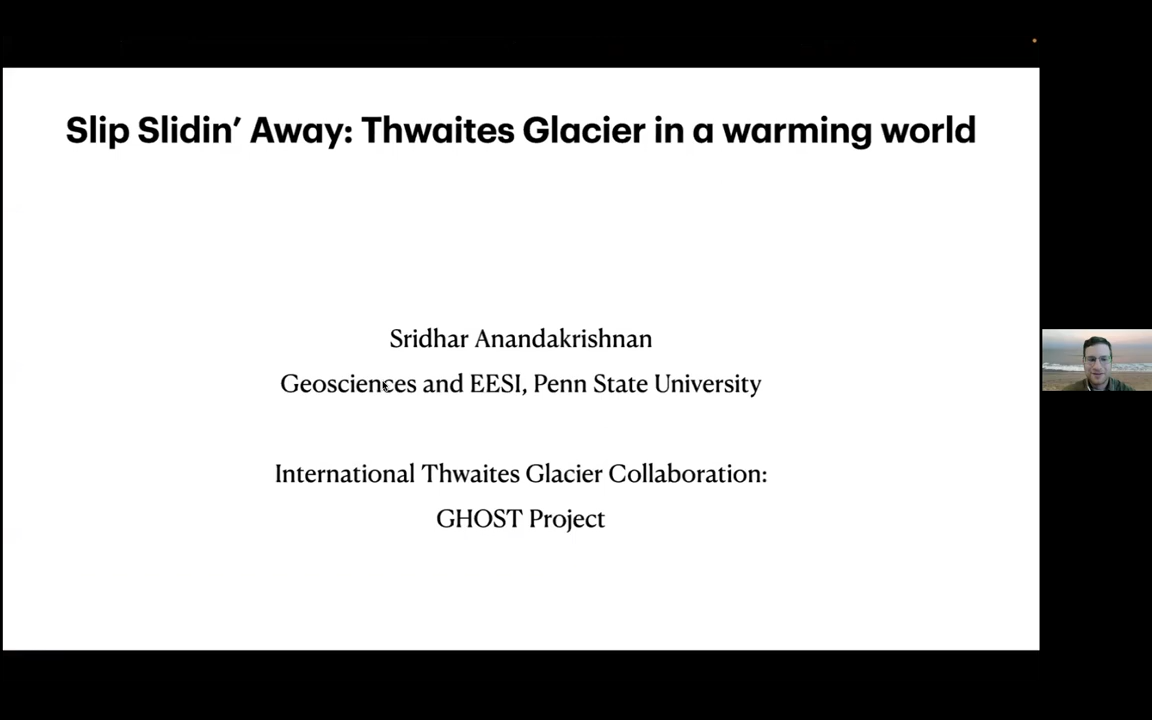 Slip Slidin’ Away: Thwaites Glacier in a warming world
Sridhar Anandakrishnan
Geosciences and EESI, Penn State University
International Thwaites Glacier Collaboration:
GHOST Project